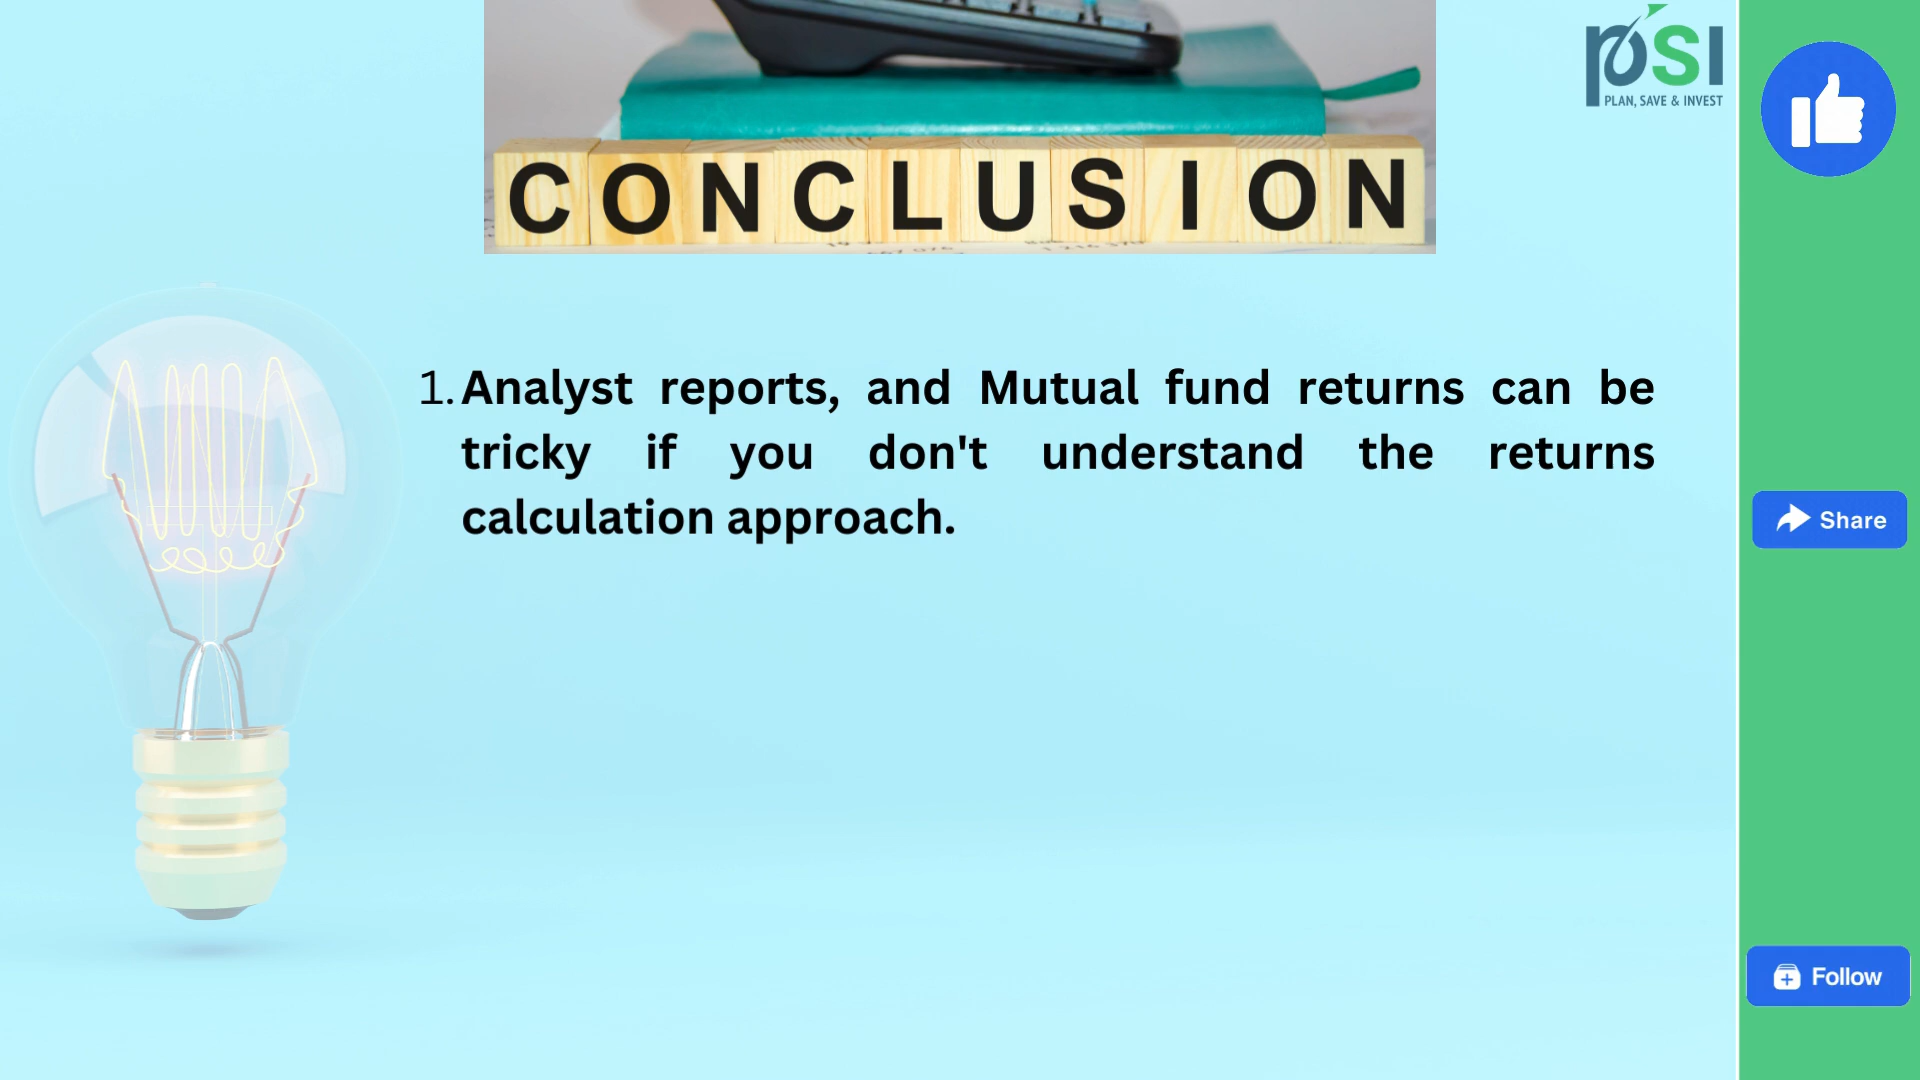 pSI
PLAN, SAVE & INVEST
CONCLUSION
1. Analyst reports, and Mutual fund returns can be
tricky if you don't understand the returns
calculation approach.
Share
Follow